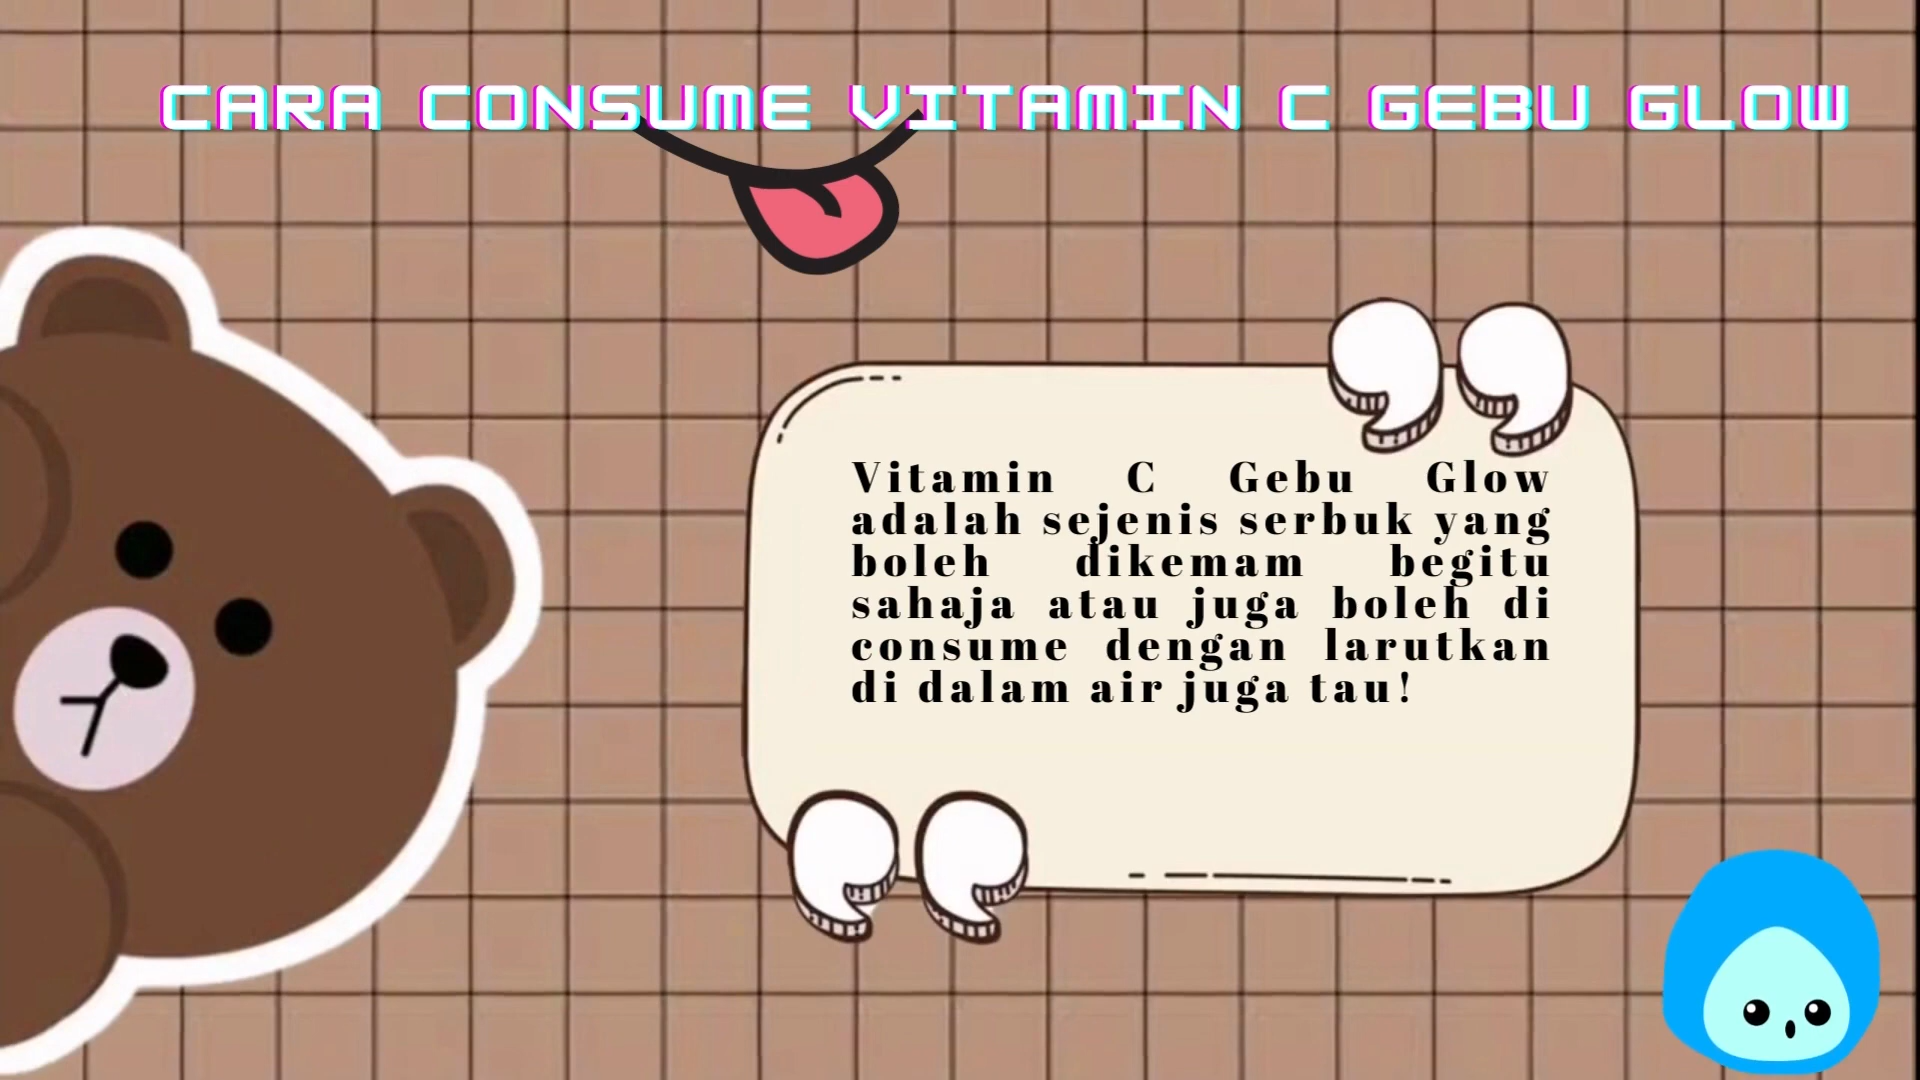 CARA CONSUME VITAMIN C GEBU GLOW
Vitamin C Gebu Glow
adalah sejenis serbuk yang
boleh dikemam begitu
sahaja atau juga boleh di
consume dengan larutkan
di dalam air juga tau!